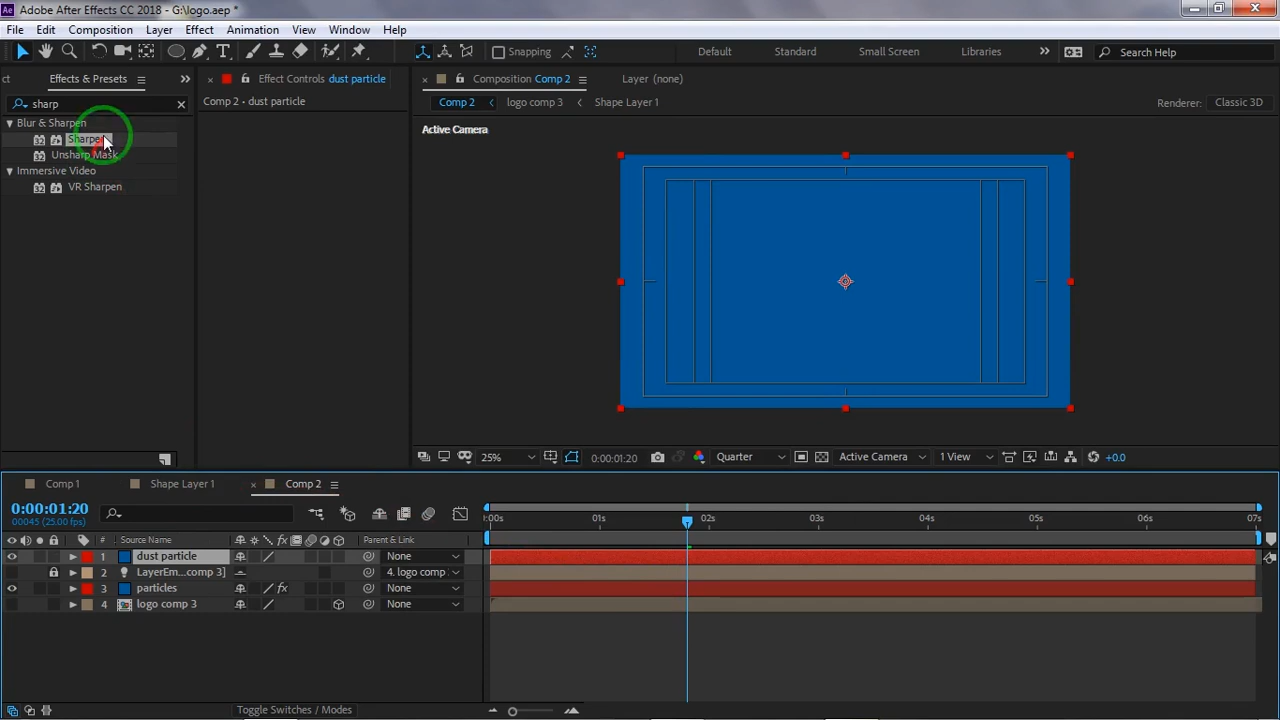 Adobe After Effects CC 2018 - G:\logo.aep *
File Edit Composition Layer Effect Animation View Window Help
Snapping Default Standard Small Screen Libraries Search Help
ct Effects & Presets Effect Controls dust particle Composition Comp 2 Layer (none)
sharp Comp 2 • dust particle Comp 2 logo comp 3 Shape Layer 1 Renderer: Classic 3D
Blur & Sharpen
Active Camera
Sharpen
Unsharp Mask
Immersive Video
VR Sharpen
25% 0:00:01:20 Quarter Active Camera 1 View +0.0
Comp 1 Shape Layer 1 Comp 2
0:00:01:20
00045 (25.00 fps)
:00s 01s 02s 03s 04s 05s 06s 07s
# Source Name Parent & Link
1 dust particle None
2 LayerEm...comp 3] 4. logo comp
3 particles fx None
4 logo comp 3 None
Toggle Switches / Modes